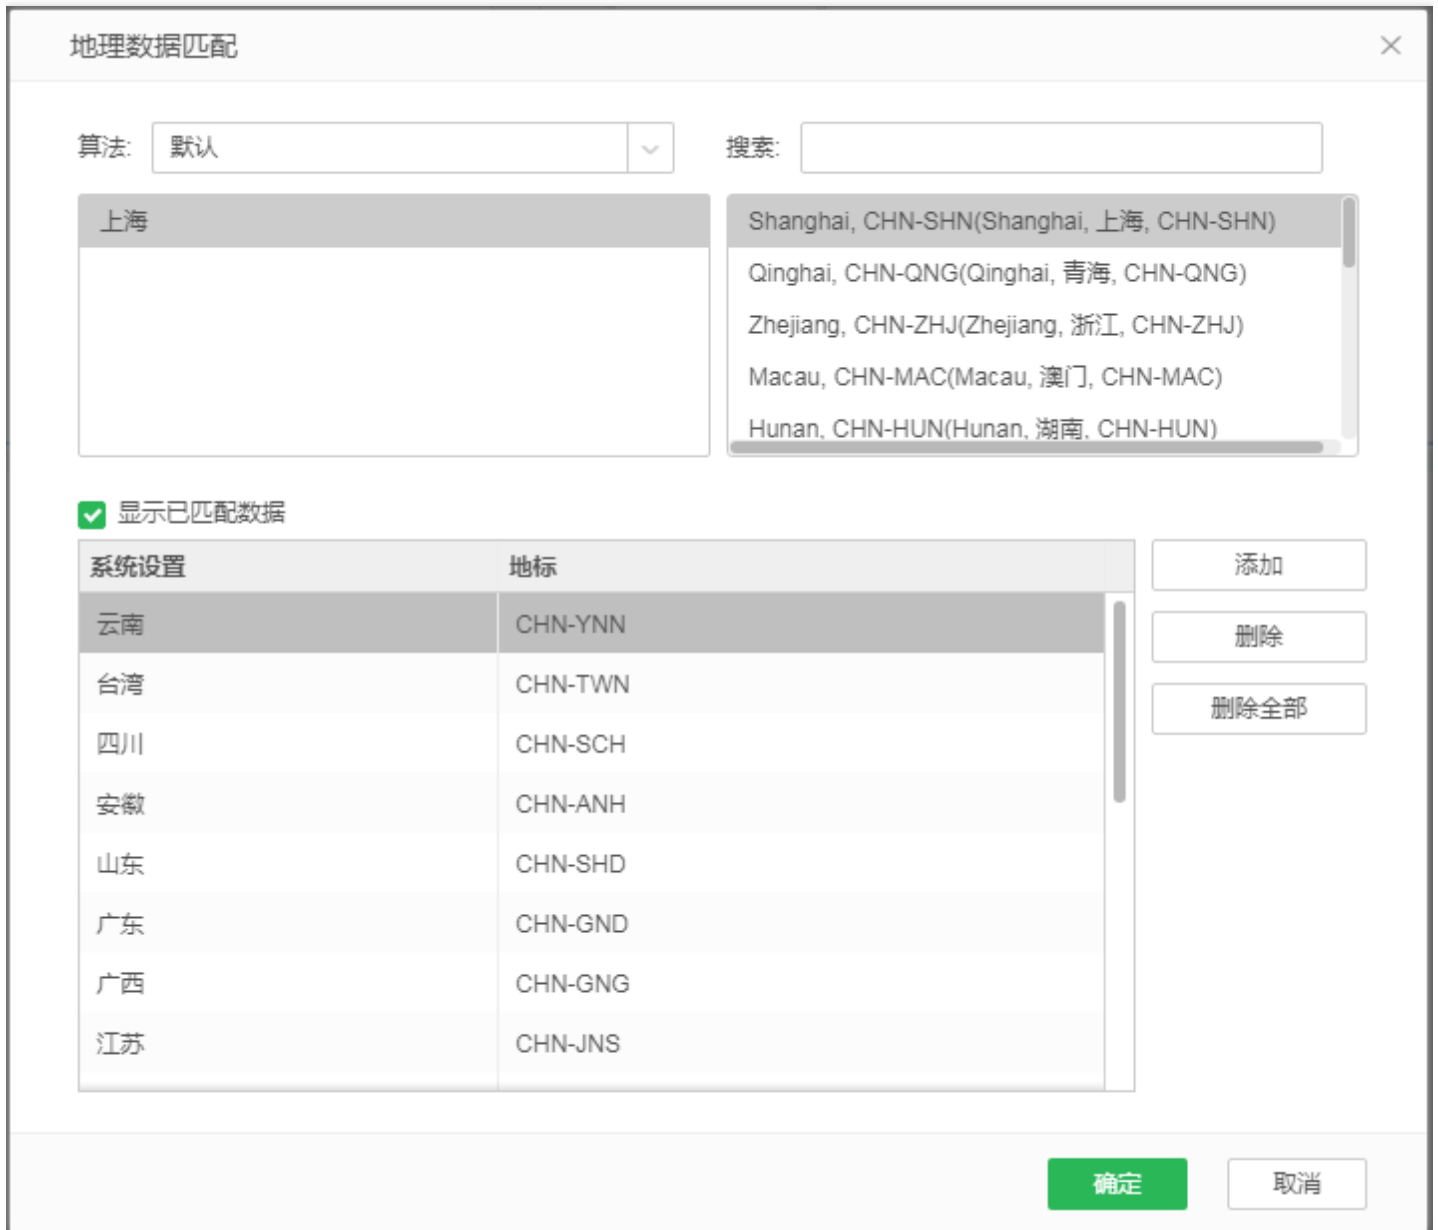 地理数据匹配
算法: 默认 搜索:
上海
Shanghai, CHN-SHN(Shanghai, 上海, CHN-SHN)
Qinghai, CHN-QNG(Qinghai, 青海, CHN-QNG)
Zhejiang, CHN-ZHJ(Zhejiang, 浙江, CHN-ZHJ)
Macau, CHN-MAC(Macau, 澳门, CHN-MAC)
Hunan, CHN-HUN(Hunan, 湖南, CHN-HUN)
显示已匹配数据
系统设置 地标
云南 CHN-YNN
台湾 CHN-TWN
四川 CHN-SCH
安徽 CHN-ANH
山东 CHN-SHD
广东 CHN-GND
广西 CHN-GNG
江苏 CHN-JNS
添加
删除
删除全部
确定 取消